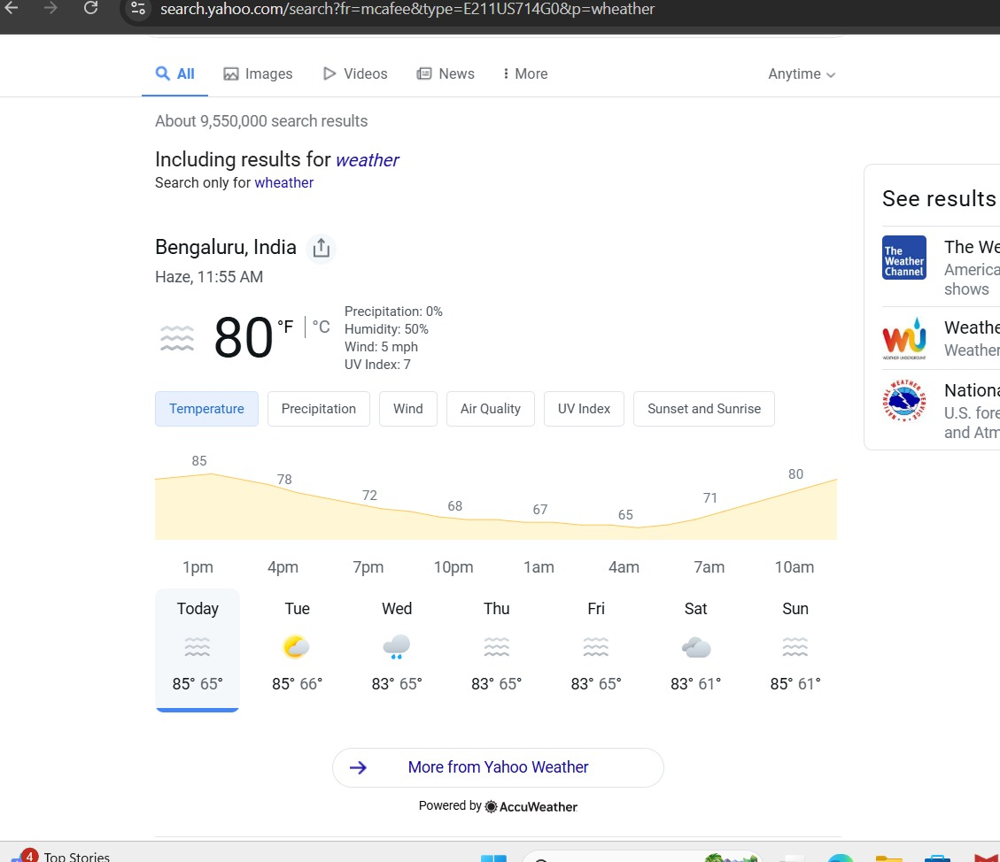 search.yahoo.com/search?fr=mcafee&type=E211US714G0&p=wheather
All Images Videos News More Anytime
About 9,550,000 search results
Including results for weather
Search only for wheather
Bengaluru, India
Haze, 11:55 AM
80 °F °C
Precipitation: 0%
Humidity: 50%
Wind: 5 mph
UV Index: 7
Temperature Precipitation Wind Air Quality UV Index Sunset and Sunrise
85 78 72 68 67 65 71 80
1pm 4pm 7pm 10pm 1am 4am 7am 10am
Today Tue Wed Thu Fri Sat Sun
85° 65° 85° 66° 83° 65° 83° 65° 83° 65° 83° 61° 85° 61°
More from Yahoo Weather
Powered by AccuWeather
See results
The
Weather
Channel
The We
America
shows
WU
WEATHER UNDERGROUND
Weathe
Weather
NATIONAL WEATHER SERVICE
Nationa
U.S. fore
and Atm
4 Top Stories